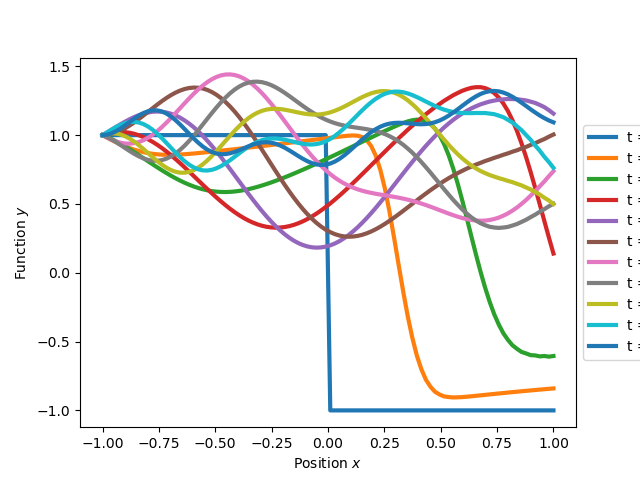 1.5
1.0
0.5
0.0
−0.5
−1.0
Function y
−1.00 −0.75 −0.50 −0.25 0.00 0.25 0.50 0.75 1.00
Position x
t =
t =
t =
t =
t =
t =
t =
t =
t =
t =
t =